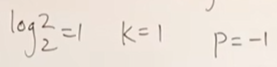 log₂² = 1 K = 1 P = -1